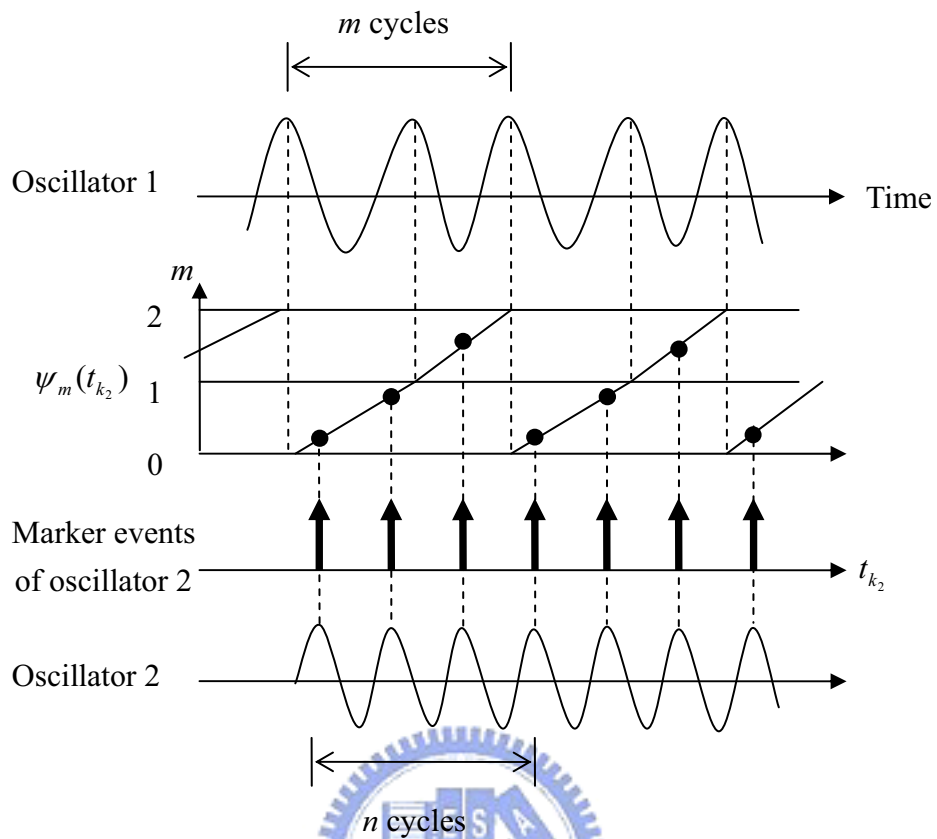 m cycles
Oscillator 1
Time
m
2
ψm(tk2)
1
0
Marker events
of oscillator 2
tk2
Oscillator 2
n cycles
E S A